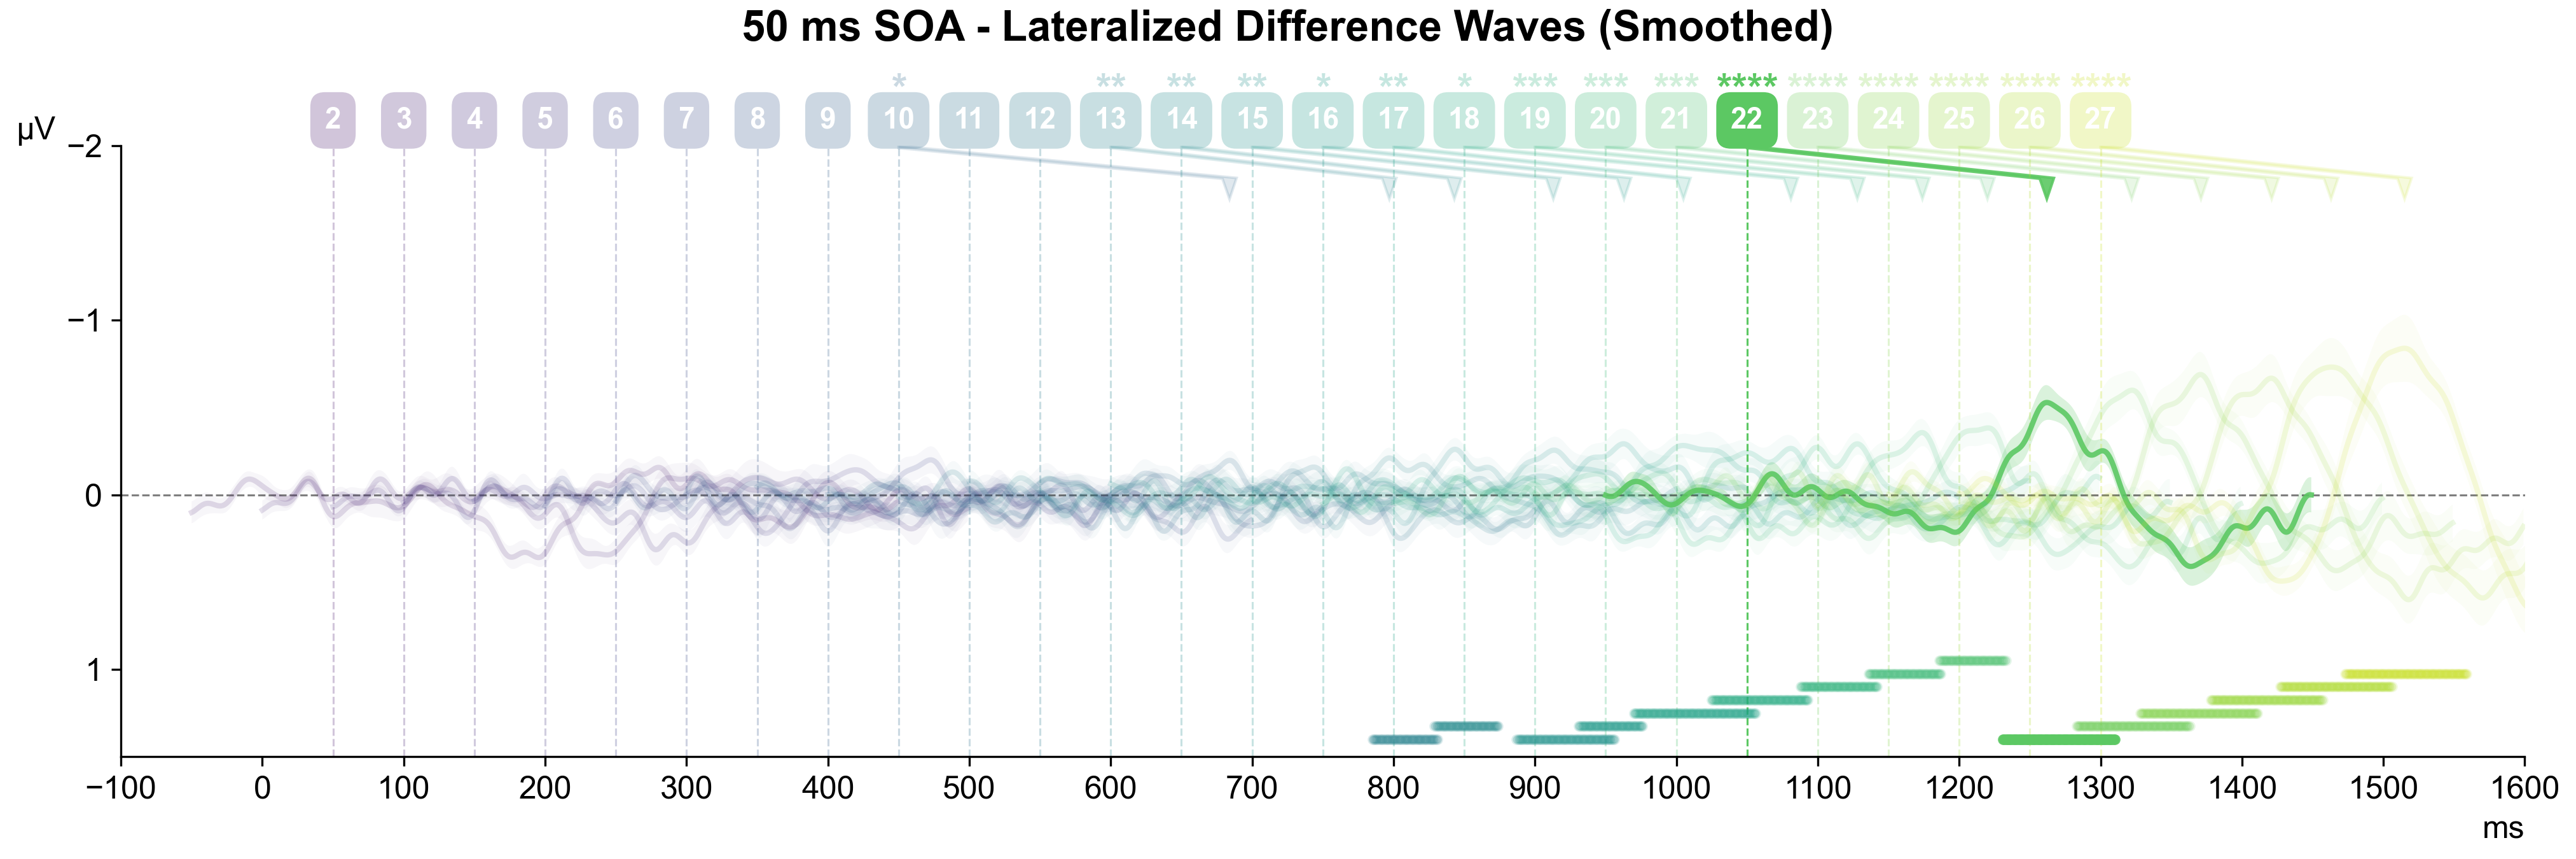 50 ms SOA - Lateralized Difference Waves (Smoothed)
* ** ** ** * ** * *** *** *** **** **** **** **** **** ****
2 3 4 5 6 7 8 9 10 11 12 13 14 15 16 17 18 19 20 21 22 23 24 25 26 27
μV
−2
−1
0
1
−100 0 100 200 300 400 500 600 700 800 900 1000 1100 1200 1300 1400 1500 1600
ms